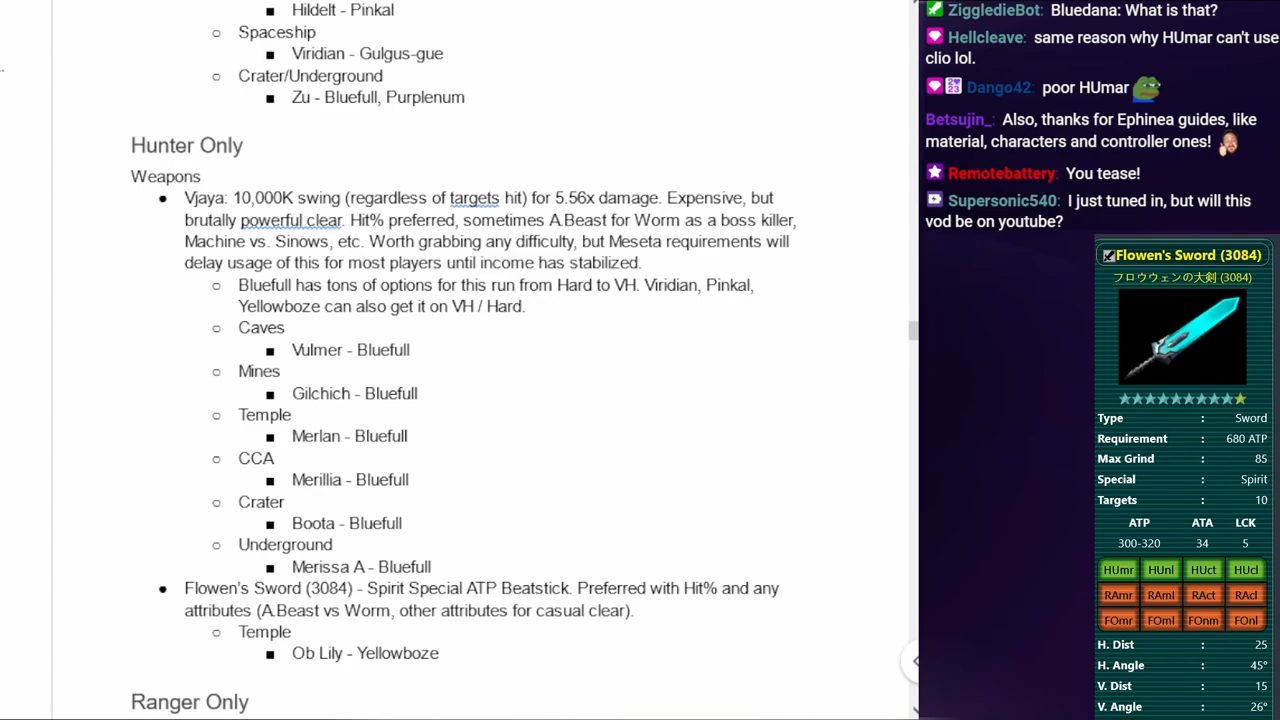 Hildelt - Pinkal
Spaceship
Viridian - Gulgus-gue
Crater/Underground
Zu - Bluefull, Purplenum
Hunter Only
Weapons
Vjaya: 10,000K swing (regardless of targets hit) for 5.56x damage. Expensive, but
brutally powerful clear. Hit% preferred, sometimes A.Beast for Worm as a boss killer,
Machine vs. Sinows, etc. Worth grabbing any difficulty, but Meseta requirements will
delay usage of this for most players until income has stabilized.
Bluefull has tons of options for this run from Hard to VH. Viridian, Pinkal,
Yellowboze can also get it on VH / Hard.
Caves
Vulmer - Bluefull
Mines
Gilchich - Bluefull
Temple
Merlan - Bluefull
CCA
Merillia - Bluefull
Crater
Boota - Bluefull
Underground
Merissa A - Bluefull
Flowen's Sword (3084) - Spirit Special ATP Beatstick. Preferred with Hit% and any
attributes (A.Beast vs Worm, other attributes for casual clear).
Temple
Ob Lily - Yellowboze
Ranger Only
ZiggledieBot: Bluedana: What is that?
Hellcleave: same reason why HUmar can't use
clio lol.
Dango42: poor HUmar
Betsujin_: Also, thanks for Ephinea guides, like
material, characters and controller ones!
Remotebattery: You tease!
Supersonic540: I just tuned in, but will this
vod be on youtube?
Flowen's Sword (3084)
フロウウェンの大剣 (3084)
Type : Sword
Requirement : 680 ATP
Max Grind : 85
Special : Spirit
Targets : 10
ATP ATA LCK
300-320 34 5
HUmr HUnl HUct HUcl
RAmr RAml RAct RAcl
FOmr FOml FOnm FOnl
H. Dist : 25
H. Angle : 45°
V. Dist : 15
V. Angle : 26°